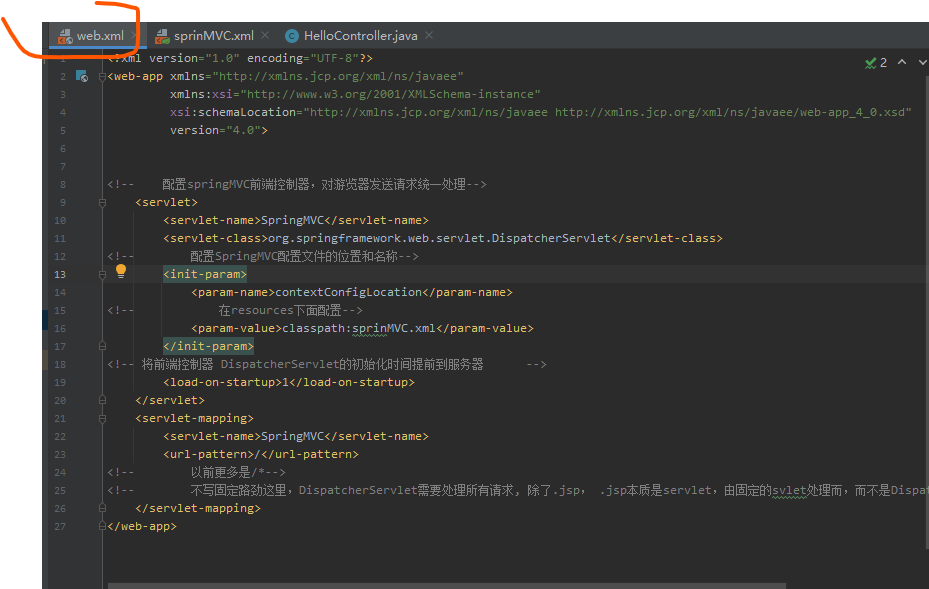 web.xml sprinMVC.xml HelloController.java
2
1 <?xml version="1.0" encoding="UTF-8"?>
2 <web-app xmlns="http://xmlns.jcp.org/xml/ns/javaee"
3 xmlns:xsi="http://www.w3.org/2001/XMLSchema-instance"
4 xsi:schemaLocation="http://xmlns.jcp.org/xml/ns/javaee http://xmlns.jcp.org/xml/ns/javaee/web-app_4_0.xsd"
5 version="4.0">
6
7
8 <!-- 配置springMVC前端控制器，对游览器发送请求统一处理-->
9 <servlet>
10 <servlet-name>SpringMVC</servlet-name>
11 <servlet-class>org.springframework.web.servlet.DispatcherServlet</servlet-class>
12 <!-- 配置SpringMVC配置文件的位置和名称-->
13 <init-param>
14 <param-name>contextConfigLocation</param-name>
15 <!-- 在resources下面配置-->
16 <param-value>classpath:sprinMVC.xml</param-value>
17 </init-param>
18 <!-- 将前端控制器 DispatcherServlet的初始化时间提前到服务器 -->
19 <load-on-startup>1</load-on-startup>
20 </servlet>
21 <servlet-mapping>
22 <servlet-name>SpringMVC</servlet-name>
23 <url-pattern>/</url-pattern>
24 <!-- 以前更多是/*-->
25 <!-- 不写固定路劲这里，DispatcherServlet需要处理所有请求, 除了.jsp， .jsp本质是servlet，由固定的svlet处理而，而不是Dispat
26 </servlet-mapping>
27 </web-app>